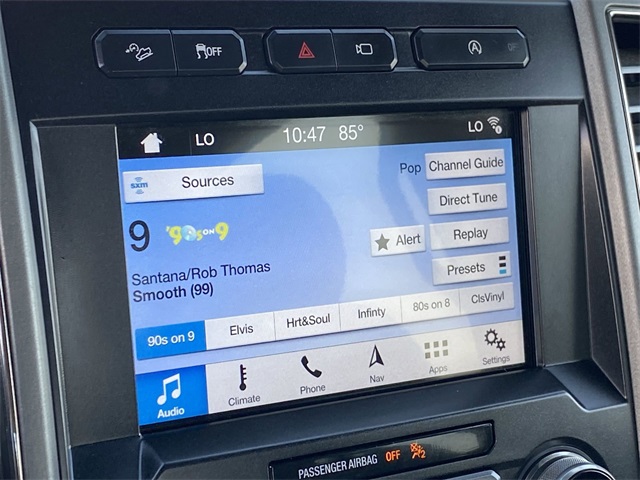 OFF
A
LO 10:47 85° LO
sxm Sources Pop Channel Guide
Direct Tune
9 '90s ON 9 Alert Replay
Santana/Rob Thomas Presets
Smooth (99)
90s on 9 Elvis Hrt&Soul Infinty 80s on 8 ClsVinyl
Audio Climate Phone Nav Apps Settings
PASSENGER AIRBAG OFF 2